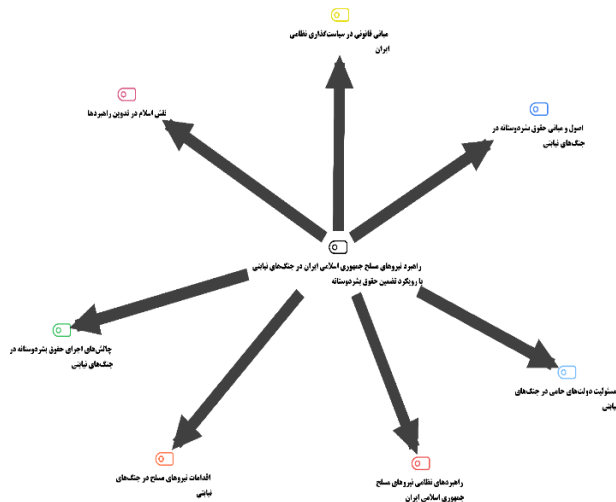 مبانی قانونی در سیاست‌گذاری نظامی
ایران
نقش اسلام در تدوین راهبردها
اصول و مبانی حقوق بشردوستانه در
جنگ‌های نیابتی
راهبرد نیروهای مسلح جمهوری اسلامی ایران در جنگ‌های نیابتی
با رویکرد تضمین حقوق بشردوستانه
چالش‌های اجرای حقوق بشردوستانه در
جنگ‌های نیابتی
مسئولیت دولت‌های حامی در جنگ‌های
نیابتی
اقدامات نیروهای مسلح در جنگ‌های
نیابتی
راهبردهای نظامی نیروهای مسلح
جمهوری اسلامی ایران